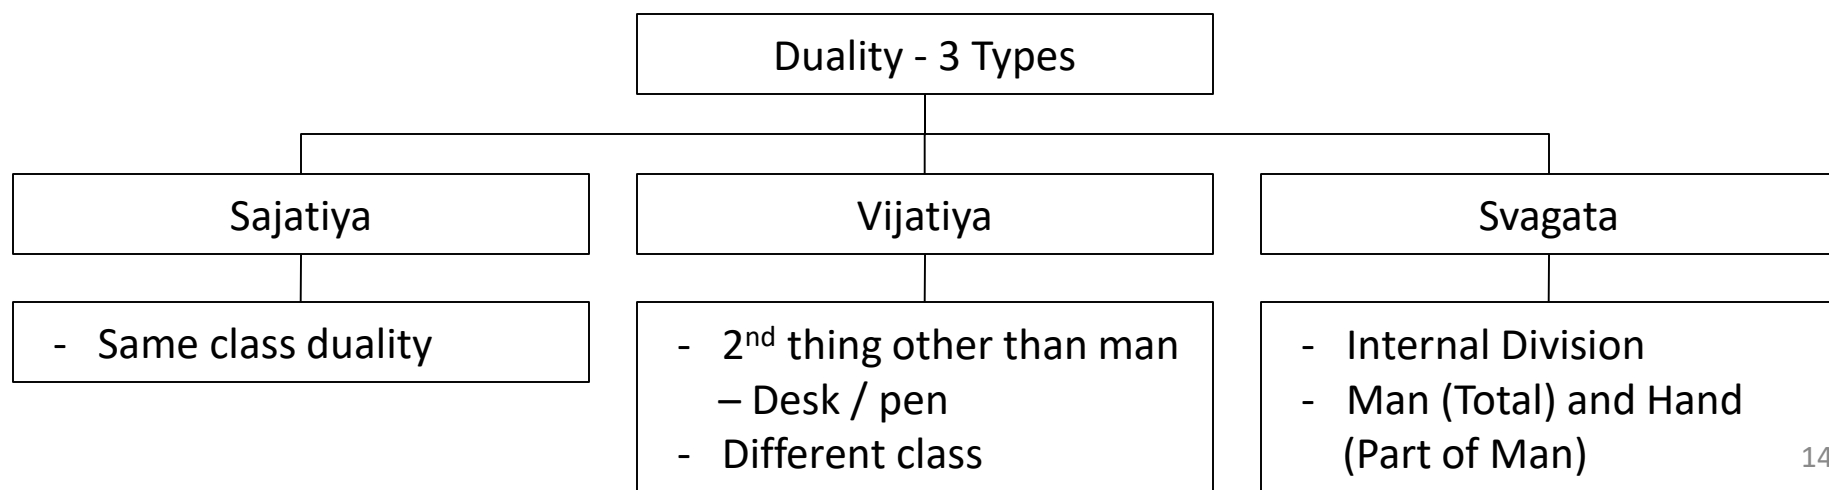 Duality - 3 Types
Sajatiya
Vijatiya
Svagata
- Same class duality
- 2nd thing other than man
– Desk / pen
- Different class
- Internal Division
- Man (Total) and Hand
(Part of Man)
14